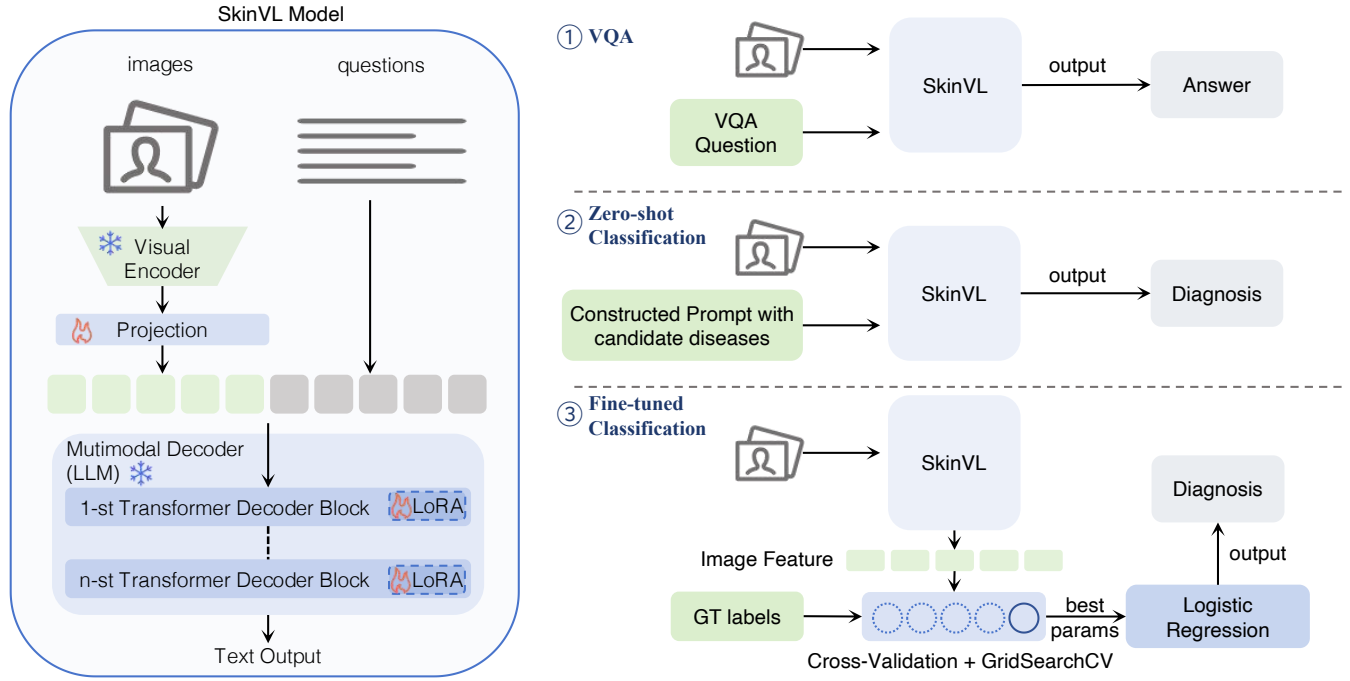 SkinVL Model
images
questions
Visual
Encoder
Projection
Mutimodal Decoder
(LLM)
1-st Transformer Decoder Block
LoRA
n-st Transformer Decoder Block
LoRA
Text Output
① VQA
VQA
Question
SkinVL
output
Answer
② Zero-shot
Classification
Constructed Prompt with
candidate diseases
SkinVL
output
Diagnosis
③ Fine-tuned
Classification
SkinVL
Image Feature
GT labels
Cross-Validation + GridSearchCV
best
params
Logistic
Regression
output
Diagnosis